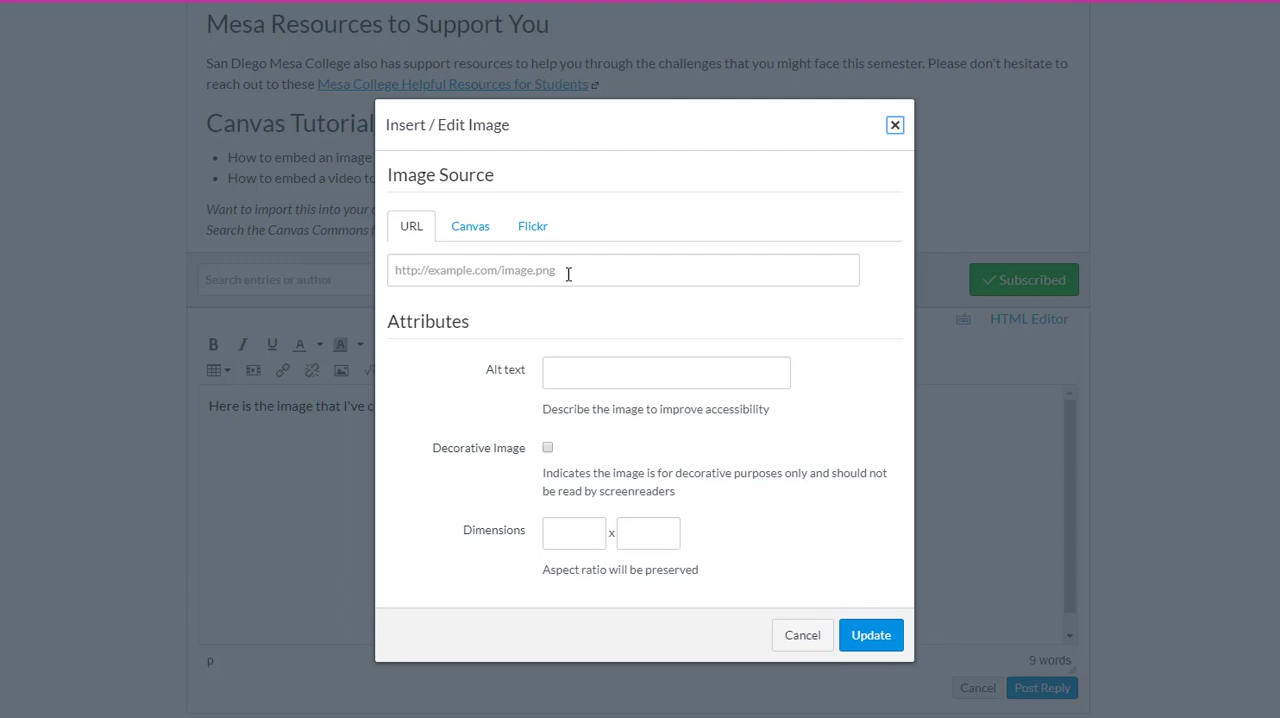 Mesa Resources to Support You
San Diego Mesa College also has support resources to help you through the challenges that you might face this semester. Please don't hesitate to
reach out to these Mesa College Helpful Resources for Students
Canvas Tutorial
How to embed an image
How to embed a video to
Want to import this into your
Search the Canvas Commons
Insert / Edit Image
Image Source
URL Canvas Flickr
http://example.com/image.png
Search entries or author
Subscribed
HTML Editor
Attributes
B I U A A
Alt text
Describe the image to improve accessibility
Here is the image that I've
Decorative Image
Indicates the image is for decorative purposes only and should not
be read by screenreaders
Dimensions
x
Aspect ratio will be preserved
Cancel Update
p
9 words
Cancel Post Reply